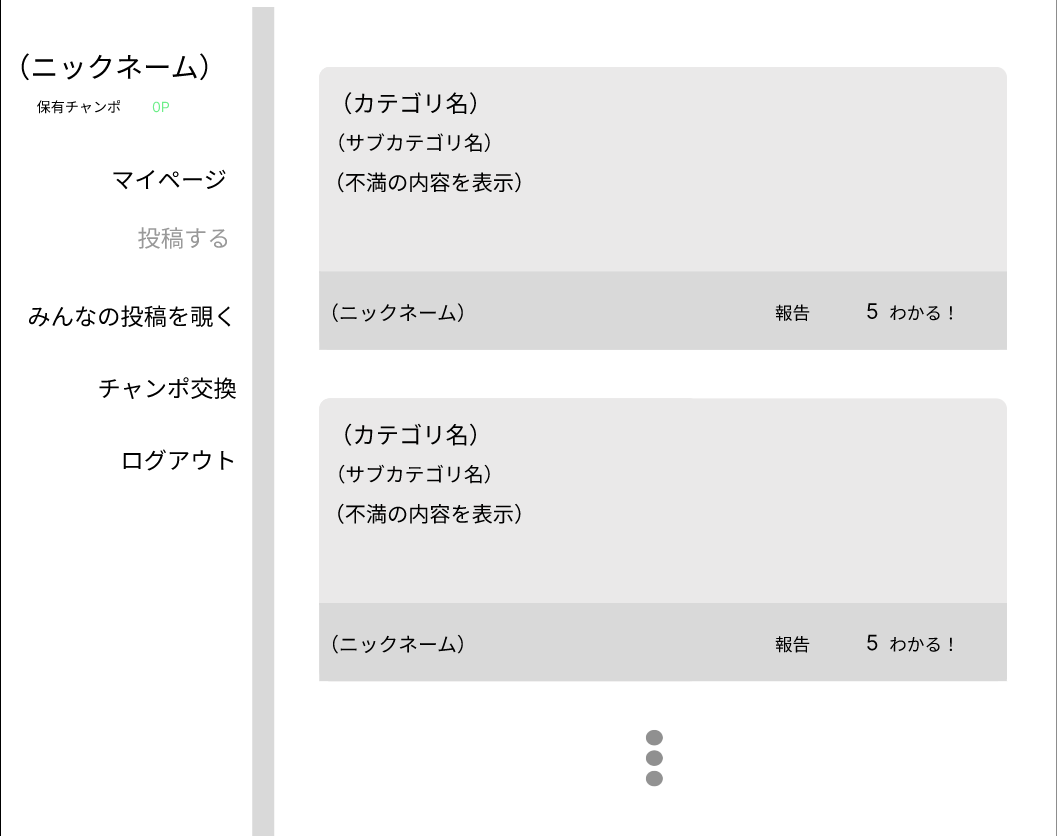 （ニックネーム）
保有チャンポ 0P
マイページ
投稿する
みんなの投稿を覗く
チャンポ交換
ログアウト
（カテゴリ名）
（サブカテゴリ名）
（不満の内容を表示）
（ニックネーム） 報告 5 わかる！
（カテゴリ名）
（サブカテゴリ名）
（不満の内容を表示）
（ニックネーム） 報告 5 わかる！